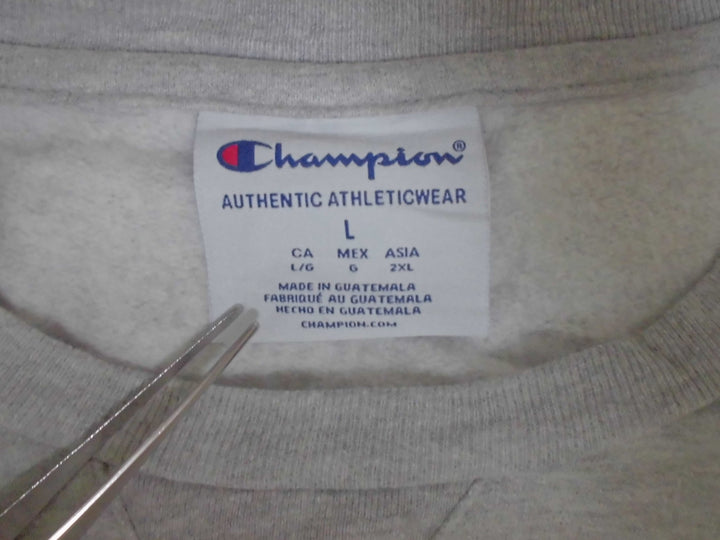 Champion®
AUTHENTIC ATHLETICWEAR
L
CA MEX ASIA
L/G G 2XL
MADE IN GUATEMALA
FABRIQUÉ AU GUATEMALA
HECHO EN GUATEMALA
CHAMPION.COM